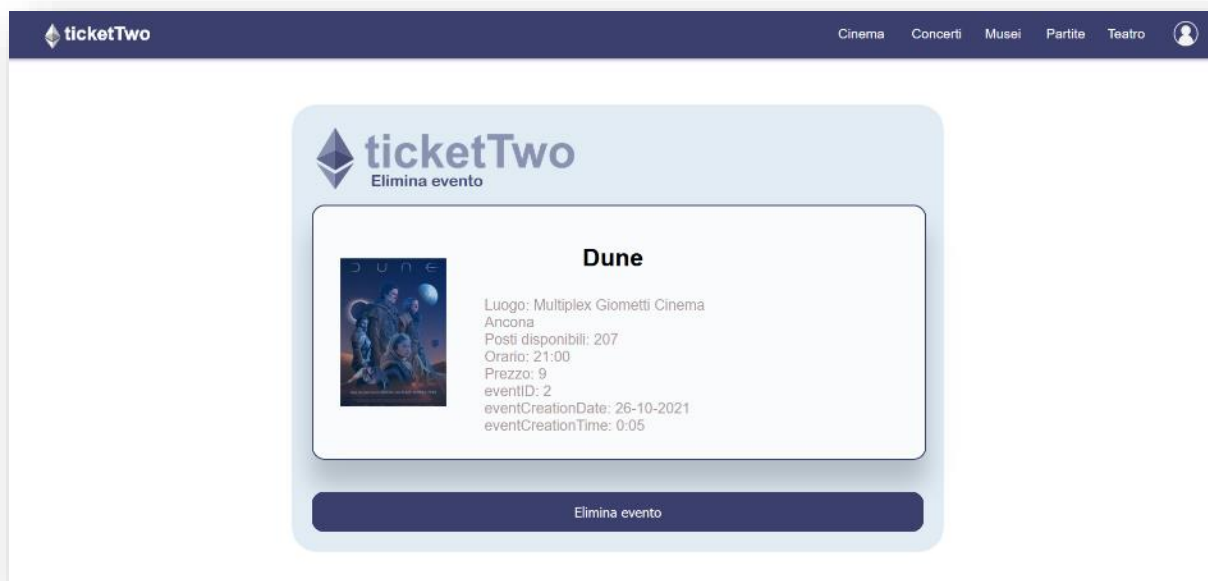 ticketTwo
Cinema Concerti Musei Partite Teatro
ticketTwo
Elimina evento
DUNE
Dune
Luogo: Multiplex Giometti Cinema
Ancona
Posti disponibili: 207
Orario: 21:00
Prezzo: 9
eventID: 2
eventCreationDate: 26-10-2021
eventCreationTime: 0:05
Elimina evento